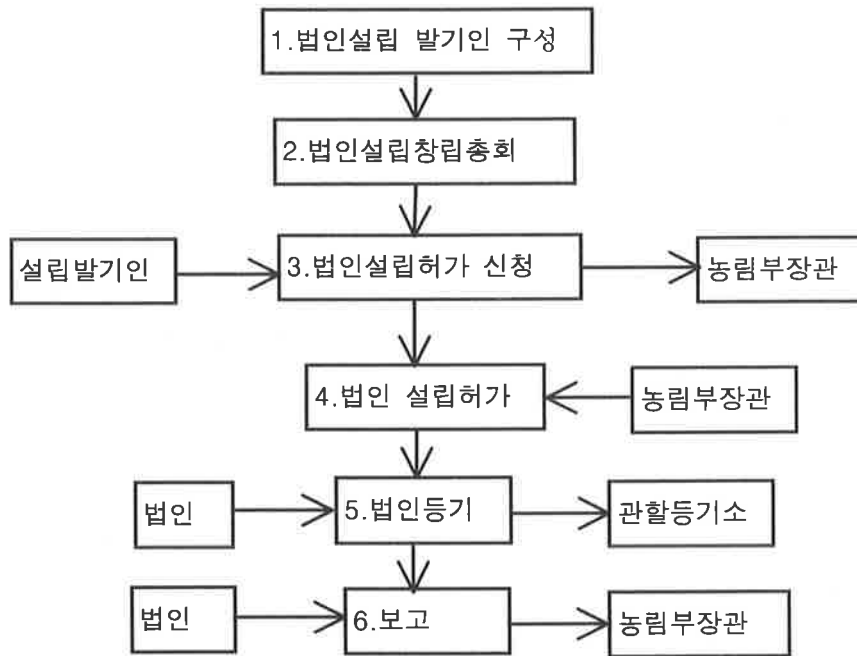 1.법인설립 발기인 구성
2.법인설립창립총회
설립발기인
3.법인설립허가 신청
농림부장관
4.법인 설립허가
농림부장관
법인
5.법인등기
관할등기소
법인
6.보고
농림부장관